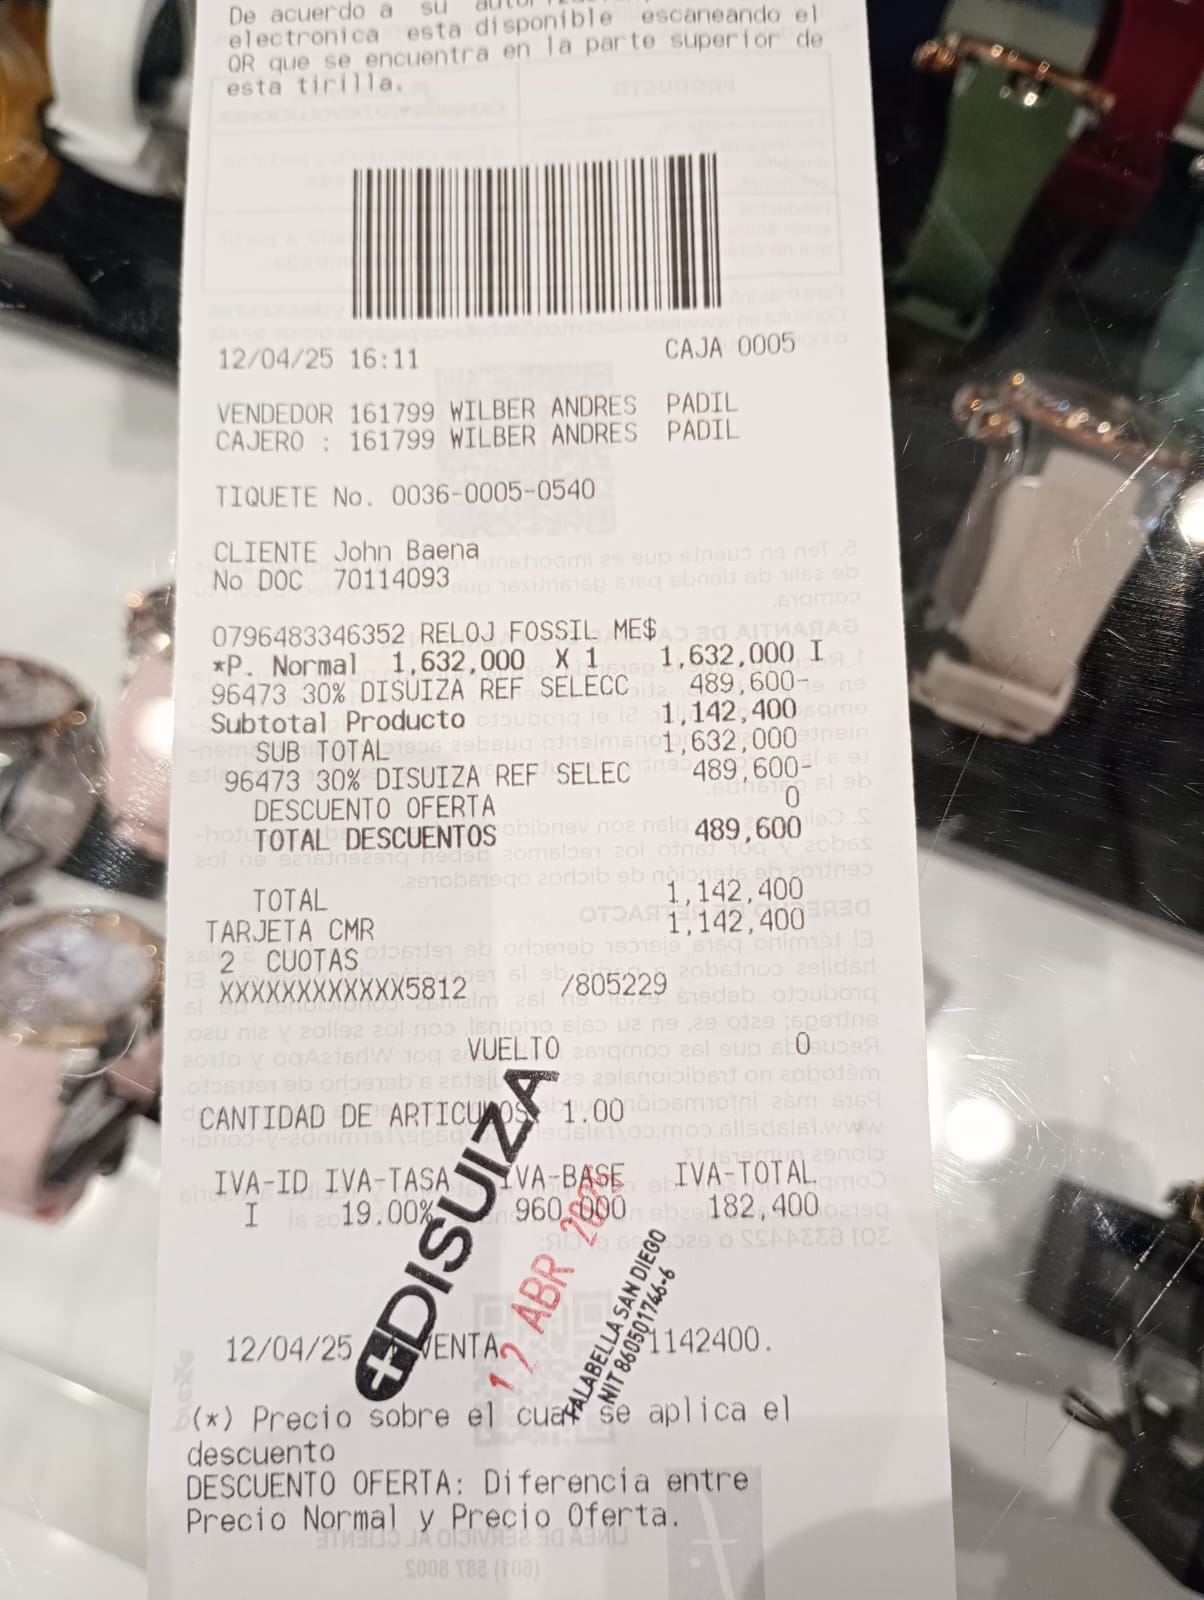 De acuerdo a su
electronica esta disponible escaneando el
QR que se encuentra en la parte superior de
esta tirilla.
12/04/25 16:11 CAJA 0005
VENDEDOR 161799 WILBER ANDRES PADIL
CAJERO : 161799 WILBER ANDRES PADIL
TIQUETE No. 0036-0005-0540
CLIENTE John Baena
No DOC 70114093
0796483346352 RELOJ FOSSIL ME$
*P. Normal 1,632,000 X 1 1,632,000 I
96473 30% DISUIZA REF SELECC 489,600-
Subtotal Producto 1,142,400
SUB TOTAL 1,632,000
96473 30% DISUIZA REF SELEC 489,600-
DESCUENTO OFERTA 0
TOTAL DESCUENTOS 489,600
TOTAL 1,142,400
TARJETA CMR 1,142,400
2 CUOTAS
XXXXXXXXXXXX5812 /805229
VUELTO 0
CANTIDAD DE ARTICULOS 1.00
IVA-ID IVA-TASA IVA-BASE IVA-TOTAL
I 19.00% 960,000 182,400
DISUIZA
12 ABR 2025
FALABELLA SAN DIEGO
NIT 860501746-6
12/04/25 VENTA 1142400.
(*) Precio sobre el cual se aplica el
descuento
DESCUENTO OFERTA: Diferencia entre
Precio Normal y Precio Oferta.